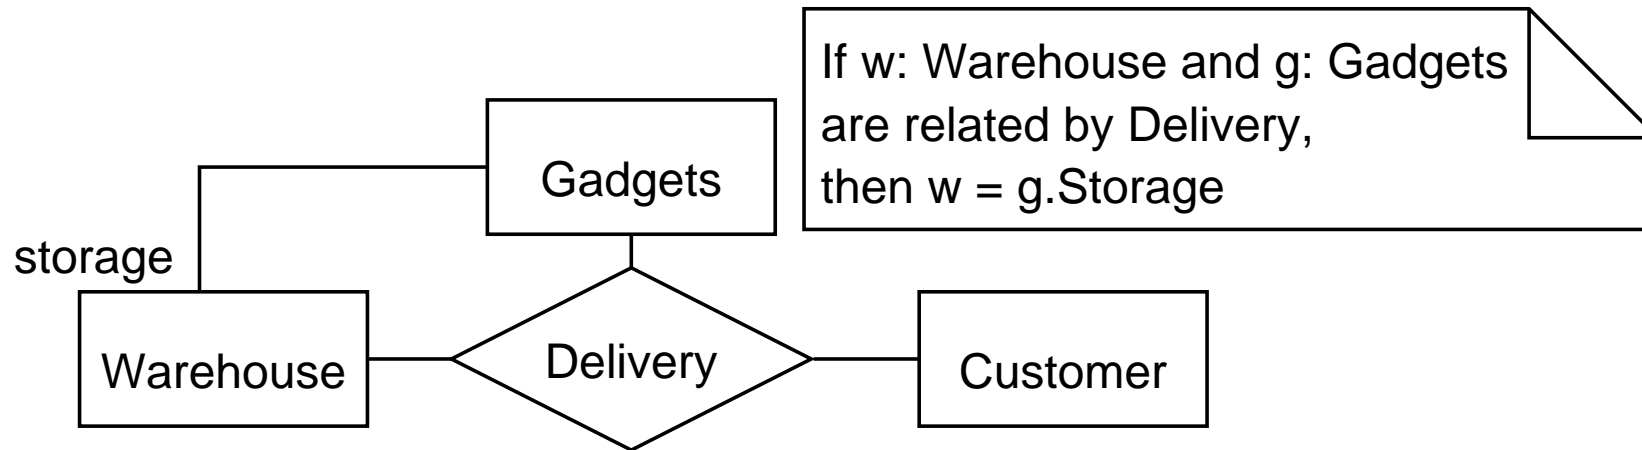 If w: Warehouse and g: Gadgets
are related by Delivery,
then w = g.Storage
Gadgets
storage
Warehouse
Delivery
Customer